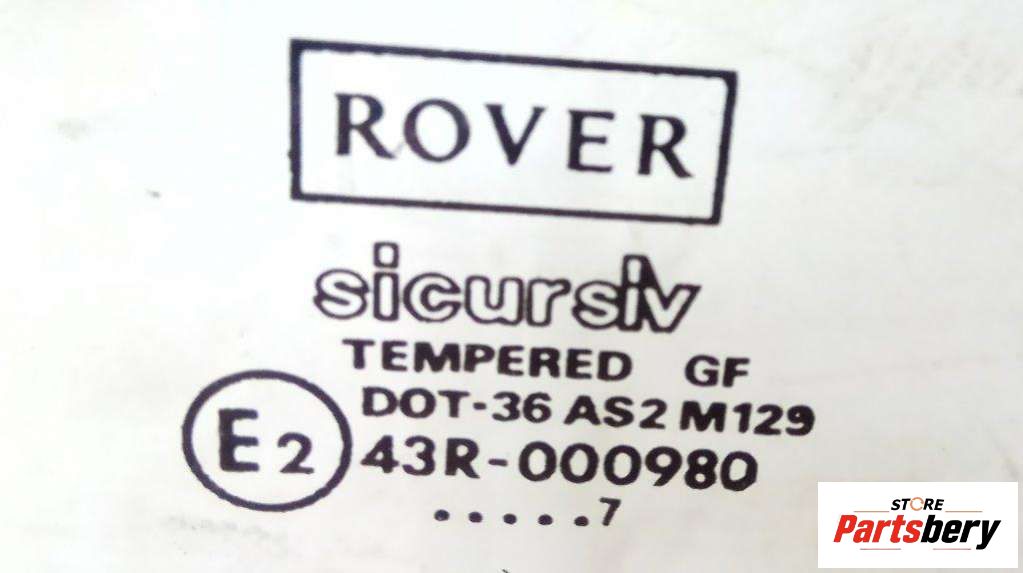 ROVER
sicursiv
TEMPERED GF
DOT-36 AS2 M129
E2 43R-000980
.....7
STORE
Partsbery